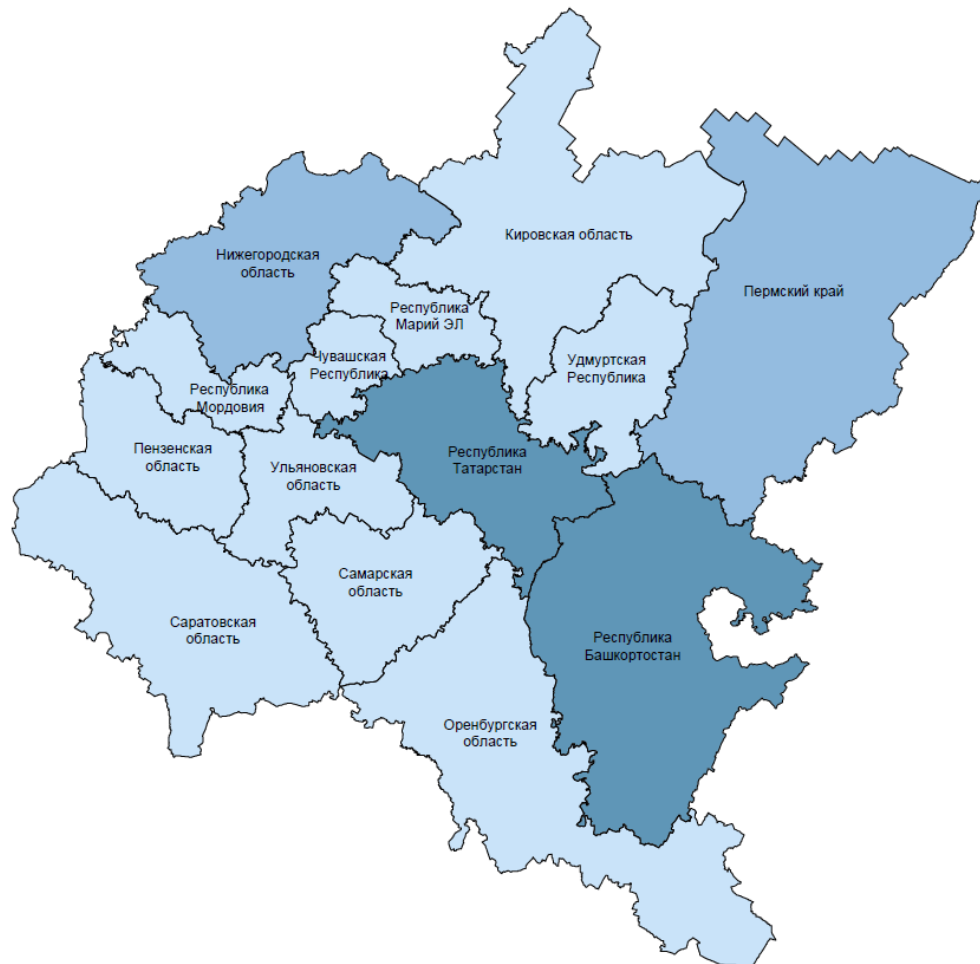 Кировская область
Нижегородская
область
Пермский край
Республика
Марий ЭЛ
Чувашская
Республика
Удмуртская
Республика
Республика
Мордовия
Пензенская
область
Республика
Татарстан
Ульяновская
область
Самарская
область
Саратовская
область
Республика
Башкортостан
Оренбургская
область